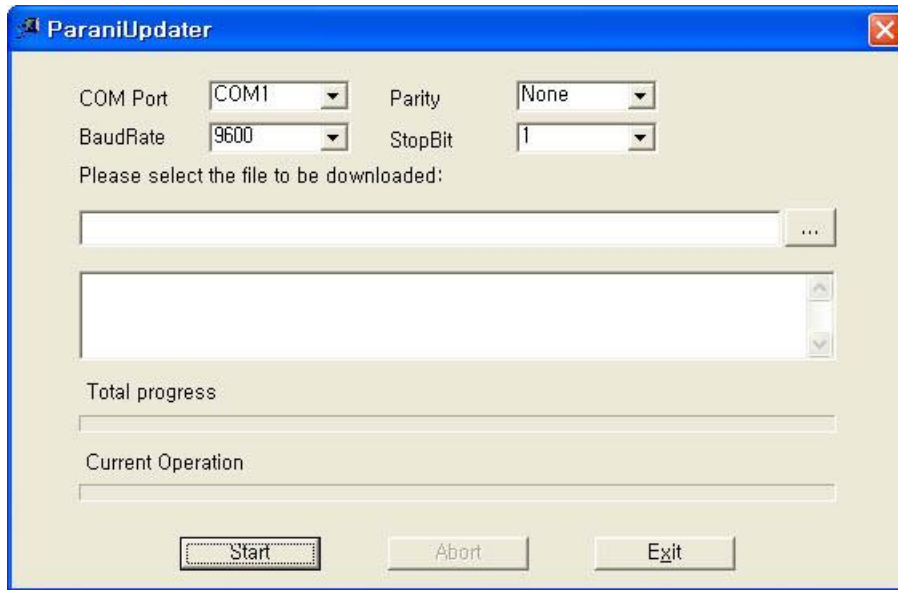 ParaniUpdater
COM Port COM1 Parity None
BaudRate 9600 StopBit 1
Please select the file to be downloaded:
...
Total progress
Current Operation
Start Abort Exit